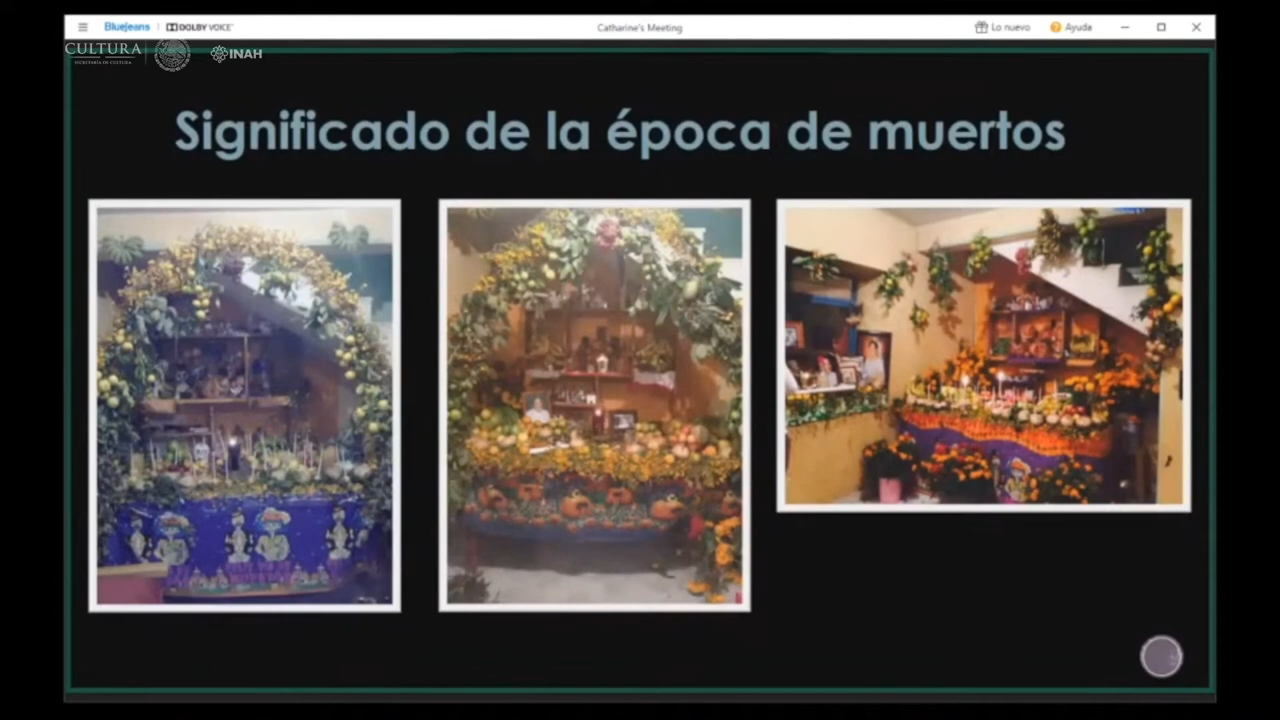 BlueJeans | DOLBY VOICE
Catharine's Meeting
Lo nuevo
Ayuda
CULTURA
SECRETARÍA DE CULTURA
INAH
Significado de la época de muertos